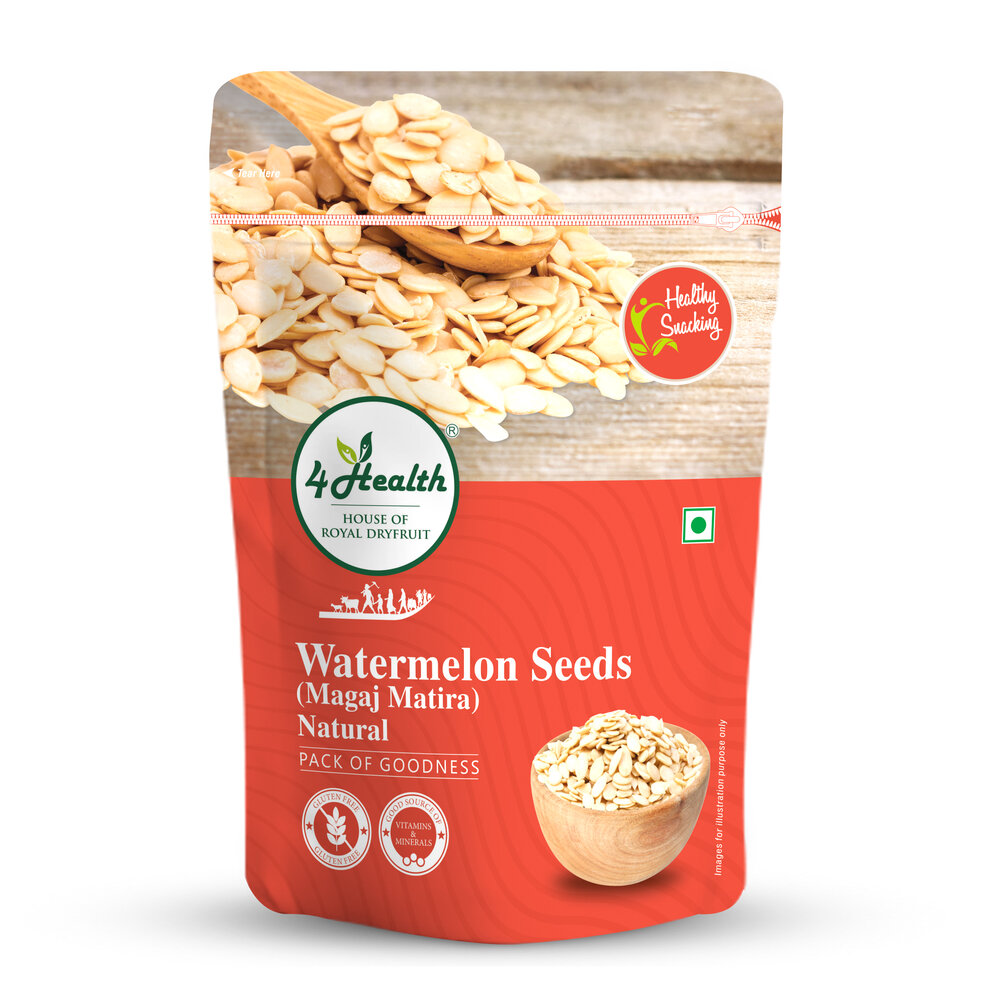 Tear Here
Healthy
Snacking
®
4Health
HOUSE OF
ROYAL DRYFRUIT
Watermelon Seeds
(Magaj Matira)
Natural
PACK OF GOODNESS
GLUTEN FREE
GLUTEN FREE
GOOD SOURCE OF
VITAMINS
&
MINERALS
Images for illustration purpose only